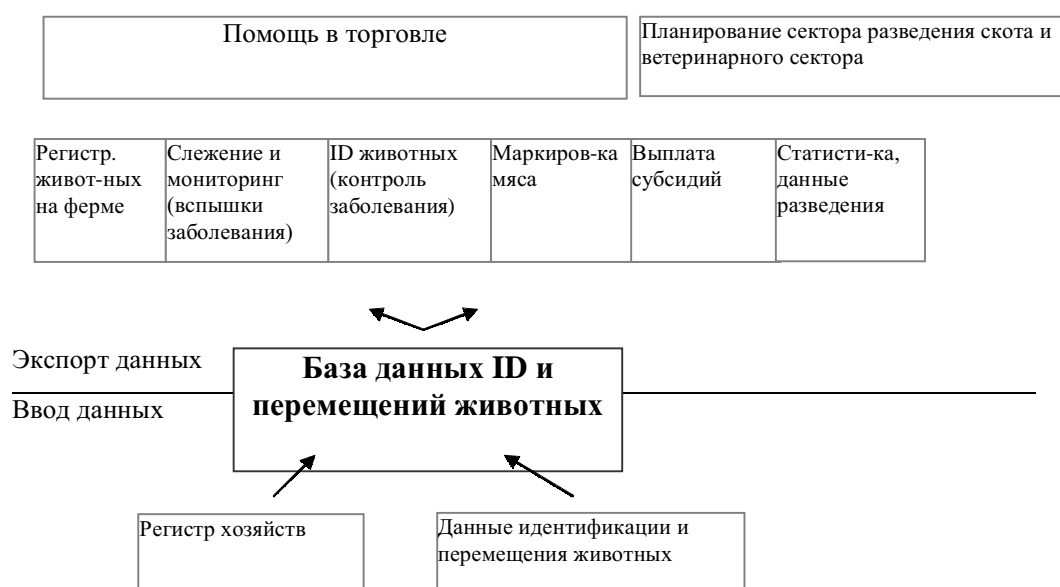 Помощь в торговле
Планирование сектора разведения скота и
ветеринарного сектора
Регистр.
живот-ных
на ферме
Слежение и
мониторинг
(вспышки
заболевания)
ID животных
(контроль
заболевания)
Маркиров-ка
мяса
Выплата
субсидий
Статисти-ка,
данные
разведения
Экспорт данных
База данных ID и
перемещений животных
Ввод данных
Регистр хозяйств
Данные идентификации и
перемещения животных